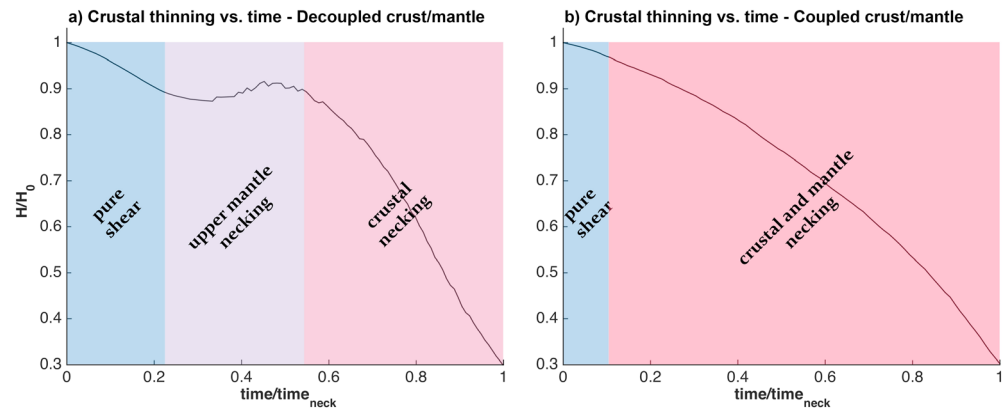 a) Crustal thinning vs. time - Decoupled crust/mantle
1
0.9
0.8
0.7
0.6
0.5
0.4
0.3
H/H0
pure
shear
upper mantle
necking
crustal
necking
0
0.2
0.4
0.6
0.8
1
time/timeneck
b) Crustal thinning vs. time - Coupled crust/mantle
1
0.9
0.8
0.7
0.6
0.5
0.4
0.3
pure
shear
crustal and mantle
necking
0
0.2
0.4
0.6
0.8
1
time/timeneck